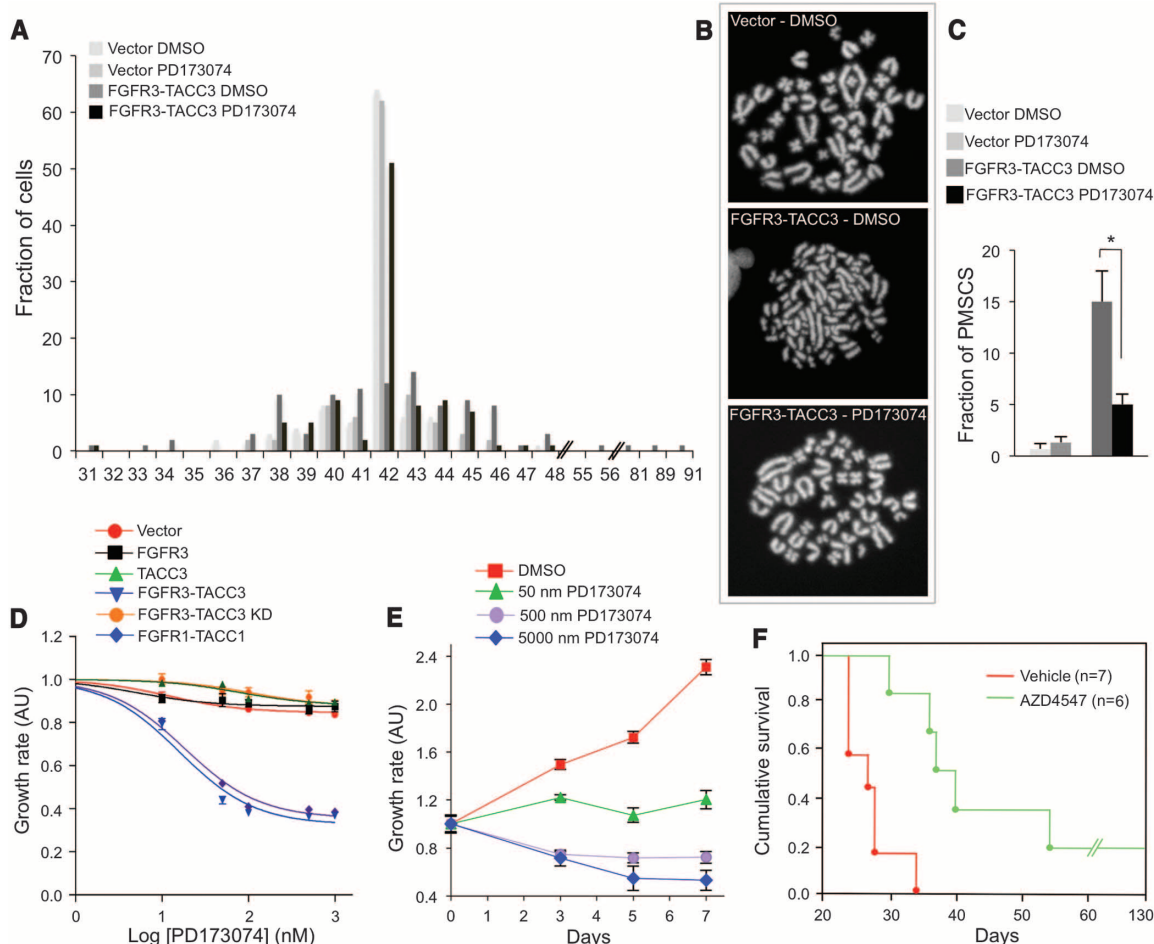 A
Vector DMSO
Vector PD173074
FGFR3-TACC3 DMSO
FGFR3-TACC3 PD173074
Fraction of cells
70
60
50
40
30
20
10
0
31 32 33 34 35 36 37 38 39 40 41 42 43 44 45 46 47 48 55 56 81 89 91
B
Vector - DMSO
FGFR3-TACC3 - DMSO
FGFR3-TACC3 - PD173074
C
Vector DMSO
Vector PD173074
FGFR3-TACC3 DMSO
FGFR3-TACC3 PD173074
*
Fraction of PMSCS
20
15
10
5
0
D
Vector
FGFR3
TACC3
FGFR3-TACC3
FGFR3-TACC3 KD
FGFR1-TACC1
Growth rate (AU)
1.2
1.0
0.8
0.6
0.4
0.2
0.0
0 1 2 3
Log [PD173074] (nM)
E
DMSO
50 nm PD173074
500 nm PD173074
5000 nm PD173074
Growth rate (AU)
2.4
2.0
1.6
1.2
0.8
0.4
0 1 2 3 4 5 6 7
Days
F
Vehicle (n=7)
AZD4547 (n=6)
Cumulative survival
1.0
0.8
0.6
0.4
0.2
0.0
20 30 40 50 60 130
Days